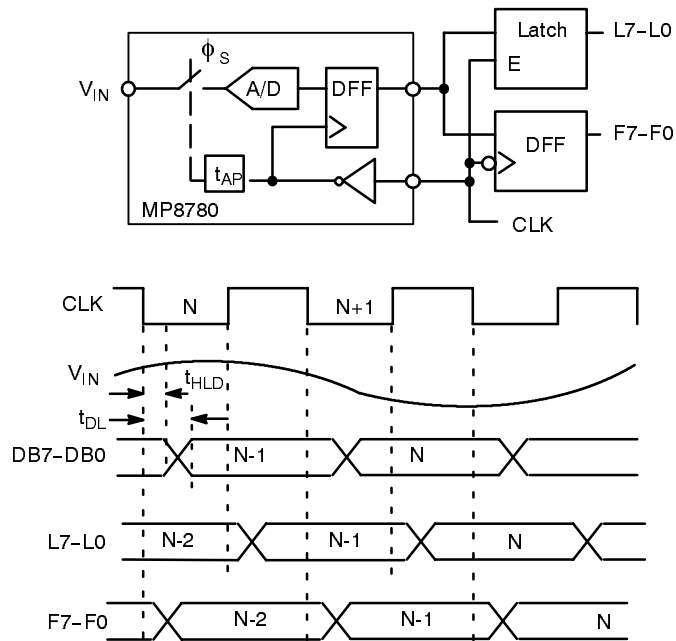 Latch
L7–L0
E
ϕS
VIN
A/D
DFF
DFF
F7–F0
tAP
MP8780
CLK
CLK
N
N+1
VIN
tHLD
tDL
DB7–DB0
N-1
N
L7–L0
N-2
N-1
N
F7–F0
N-2
N-1
N